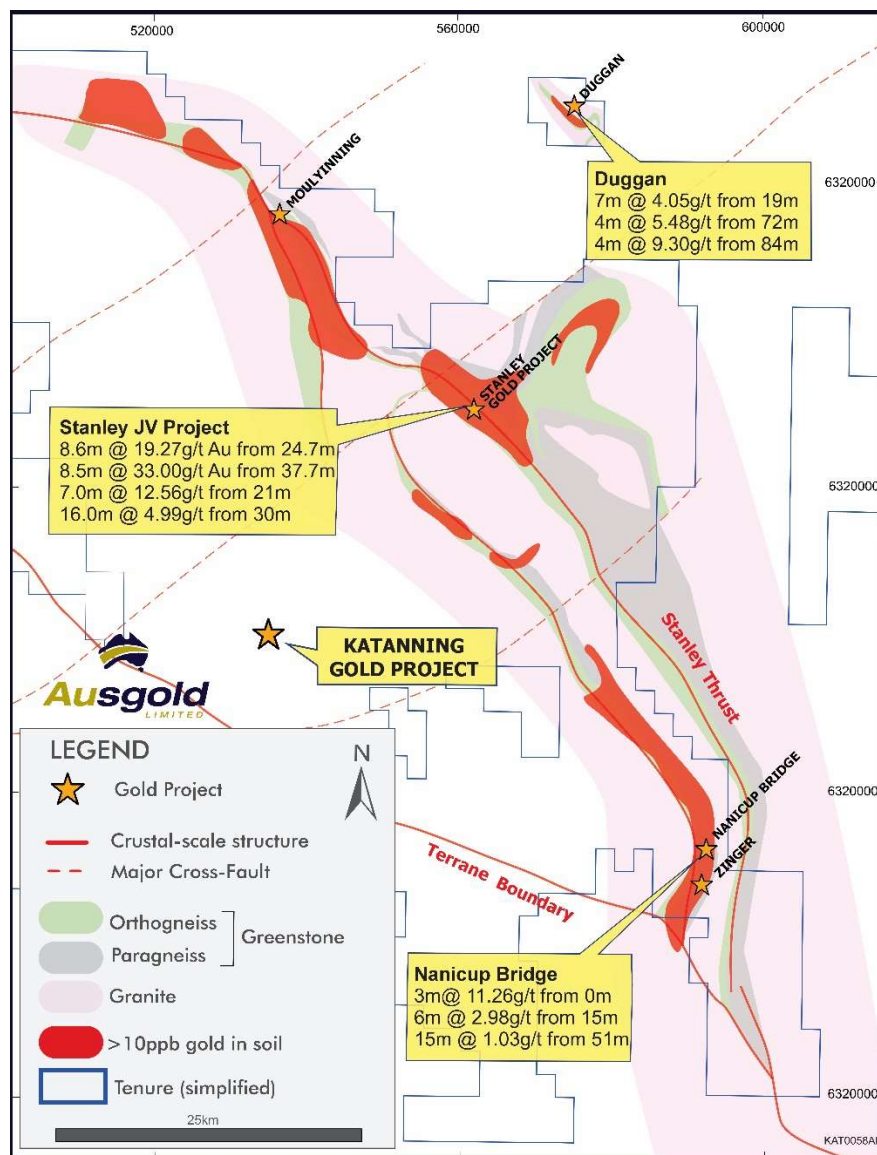 520000
560000
600000
DUGGAN
MOULYINNING
6320000
Duggan
7m @ 4.05g/t from 19m
4m @ 5.48g/t from 72m
4m @ 9.30g/t from 84m
STANLEY
GOLD PROJECT
Stanley JV Project
8.6m @ 19.27g/t Au from 24.7m
8.5m @ 33.00g/t Au from 37.7m
7.0m @ 12.56g/t from 21m
16.0m @ 4.99g/t from 30m
6320000
KATANNING
GOLD PROJECT
Stanley Thrust
Ausgold
LIMITED
LEGEND
N
Gold Project
Crustal-scale structure
Major Cross-Fault
Orthogneiss
Paragneiss
Greenstone
Granite
>10ppb gold in soil
Tenure (simplified)
25km
6320000
NANICUP BRIDGE
ZINGER
Terrane Boundary
Nanicup Bridge
3m@ 11.26g/t from 0m
6m @ 2.98g/t from 15m
15m @ 1.03g/t from 51m
6320000